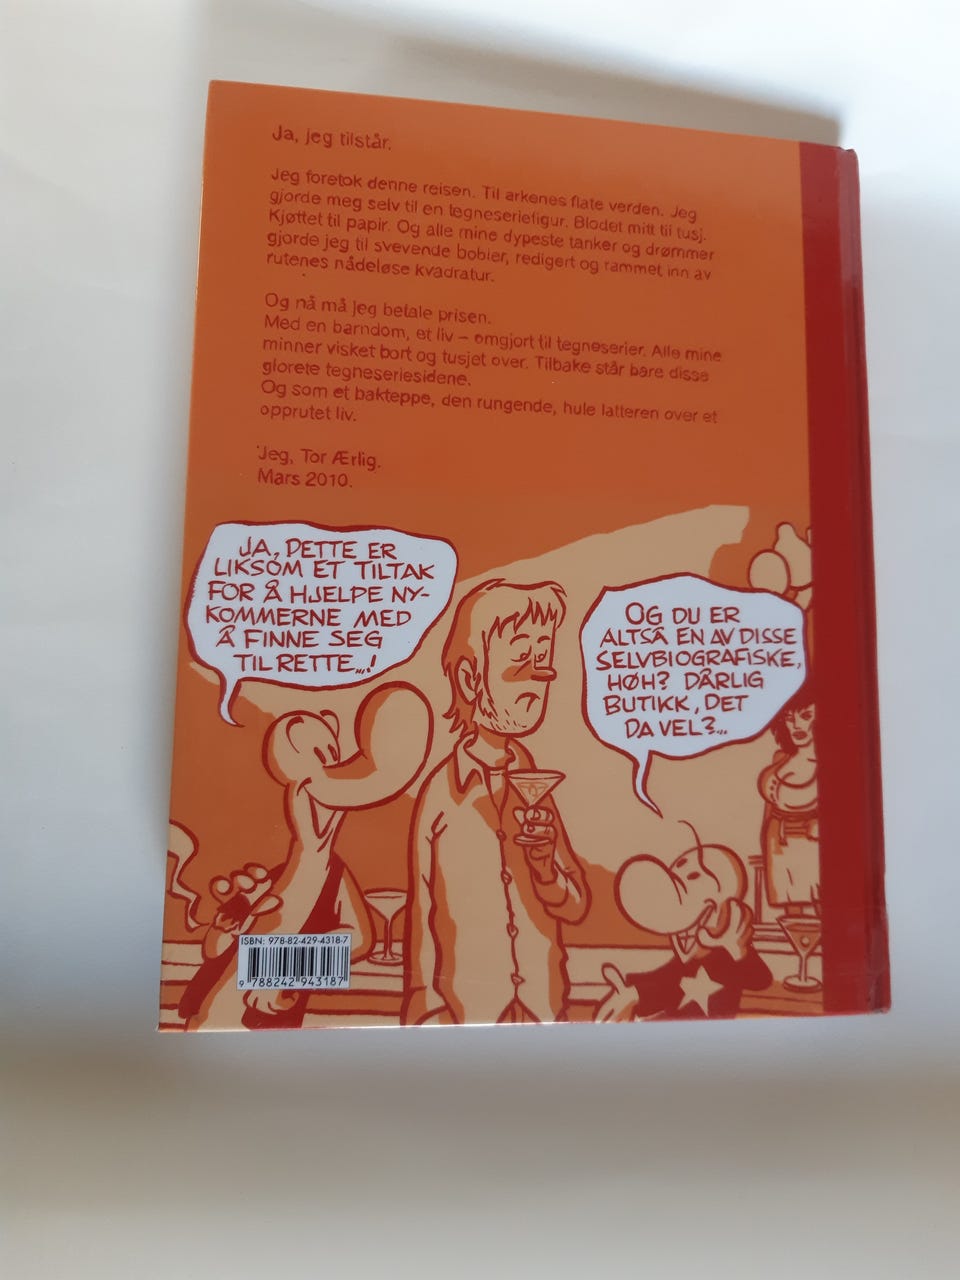 Ja, jeg tilstår.
Jeg foretok denne reisen. Til arkenes flate verden. Jeg
gjorde meg selv til en tegneseriefigur. Blodet mitt til tusj.
Kjøttet til papir. Og alle mine dypeste tanker og drømmer
gjorde jeg til svevende bobler, redigert og rammet inn av
rutenes nådeløse kvadratur.
Og nå må jeg betale prisen.
Med en barndom, et liv – omgjort til tegneserier. Alle mine
minner visket bort og tusjet over. Tilbake står bare disse
glorete tegneseriesidene.
Og som et bakteppe, den rungende, hule latteren over et
opprutet liv.
Jeg, Tor Ærlig.
Mars 2010.
JA, DETTE ER
LIKSOM ET TILTAK
FOR Å HJELPE NY-
KOMMERNE MED
Å FINNE SEG
TIL RETTE...!
OG DU ER
ALTSÅ EN AV DISSE
SELVBIOGRAFISKE,
HØH? DÅRLIG
BUTIKK, DET
DA VEL?...
ISBN: 978-82-429-4318-7
9 788242 943187